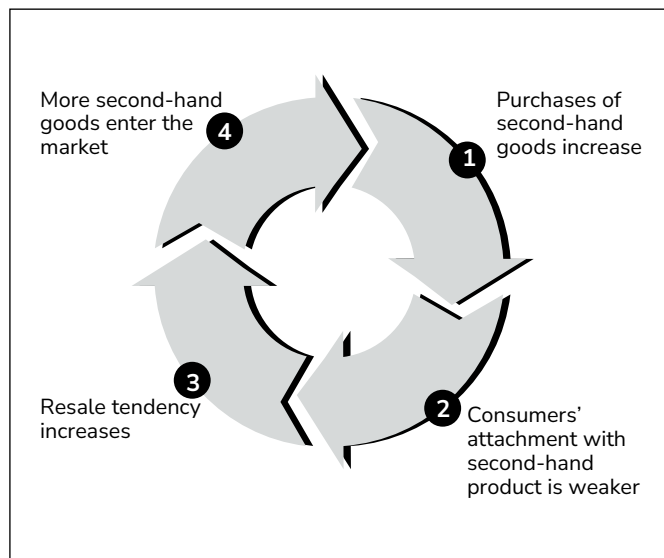 1
Purchases of
second-hand
goods increase
2
Consumers’
attachment with
second-hand
product is weaker
3
Resale tendency
increases
4
More second-hand
goods enter the
market